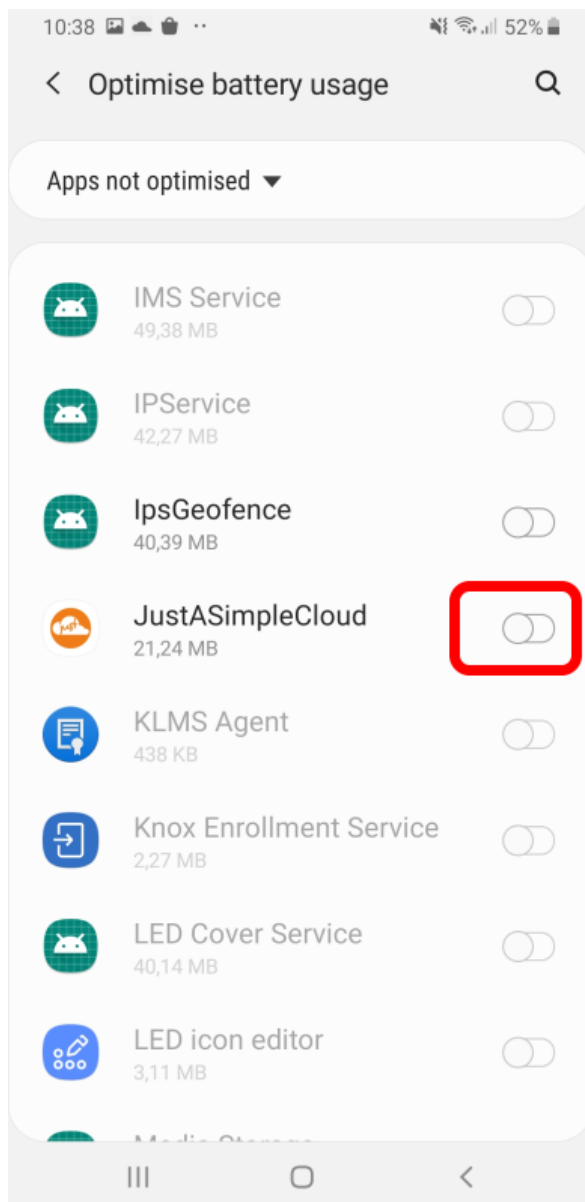 10:38
52%
Optimise battery usage
Apps not optimised
IMS Service
49,38 MB
IPService
42,27 MB
IpsGeofence
40,39 MB
just
JustASimpleCloud
21,24 MB
KLMS Agent
438 KB
Knox Enrollment Service
2,27 MB
LED Cover Service
40,14 MB
LED icon editor
3,11 MB